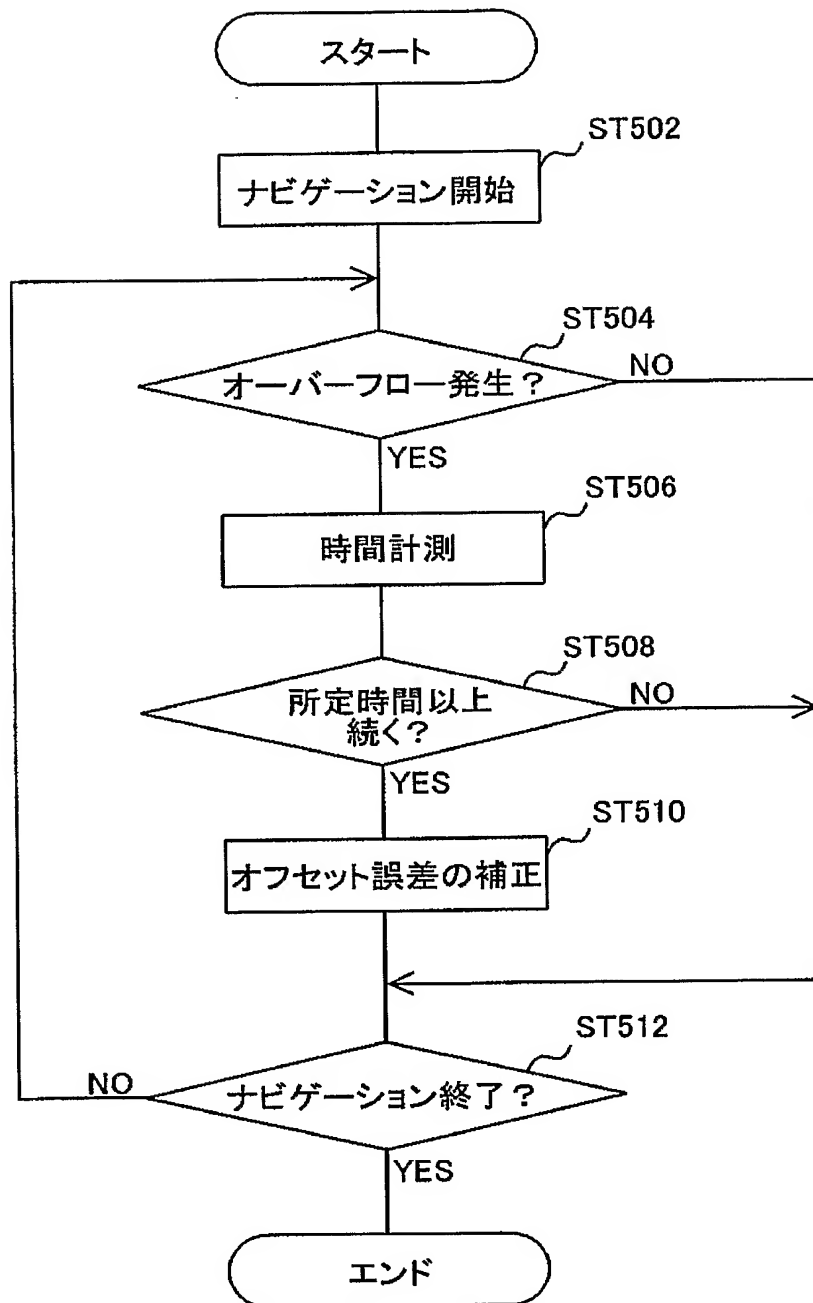 スタート
ST502
ナビゲーション開始
ST504
オーバーフロー発生？
NO
YES
ST506
時間計測
ST508
所定時間以上
続く？
NO
YES
ST510
オフセット誤差の補正
ST512
NO
ナビゲーション終了？
YES
エンド